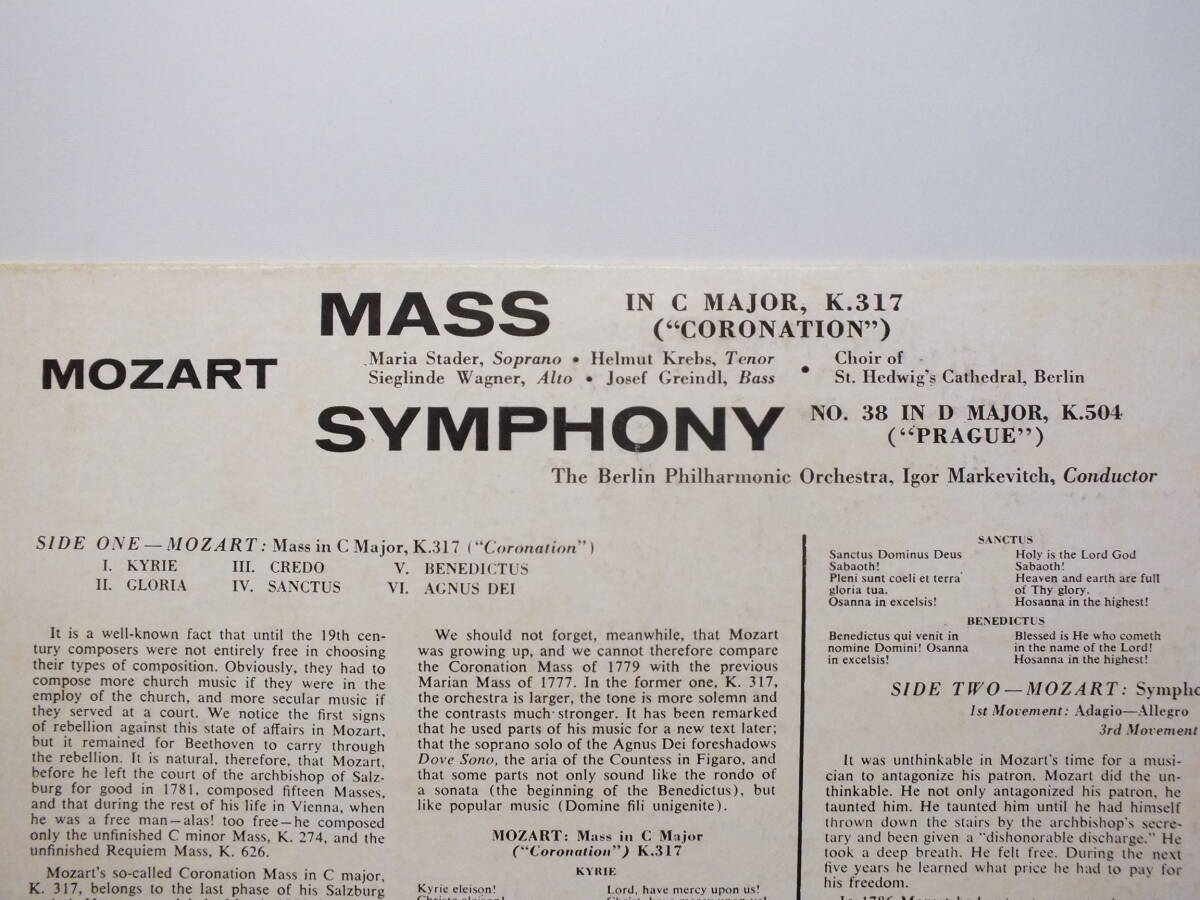 MOZART
MASS
IN C MAJOR, K.317
(“CORONATION”)
Maria Stader, Soprano • Helmut Krebs, Tenor
Sieglinde Wagner, Alto • Josef Greindl, Bass
•
Choir of
St. Hedwig's Cathedral, Berlin
SYMPHONY
NO. 38 IN D MAJOR, K.504
(“PRAGUE”)
The Berlin Philharmonic Orchestra, Igor Markevitch, Conductor
SIDE ONE—MOZART: Mass in C Major, K.317 (“Coronation”)
I. KYRIE III. CREDO V. BENEDICTUS
II. GLORIA IV. SANCTUS VI. AGNUS DEI
It is a well-known fact that until the 19th cen-
tury composers were not entirely free in choosing
their types of composition. Obviously, they had to
compose more church music if they were in the
employ of the church, and more secular music if
they served at a court. We notice the first signs
of rebellion against this state of affairs in Mozart,
but it remained for Beethoven to carry through
the rebellion. It is natural, therefore, that Mozart,
before he left the court of the archbishop of Salz-
burg for good in 1781, composed fifteen Masses,
and that during the rest of his life in Vienna, when
he was a free man—alas! too free—he composed
only the unfinished C minor Mass, K. 274, and the
unfinished Requiem Mass, K. 626.
Mozart's so-called Coronation Mass in C major,
K. 317, belongs to the last phase of his Salzburg
We should not forget, meanwhile, that Mozart
was growing up, and we cannot therefore compare
the Coronation Mass of 1779 with the previous
Marian Mass of 1777. In the former one, K. 317,
the orchestra is larger, the tone is more solemn and
the contrasts much stronger. It has been remarked
that he used parts of his music for a new text later;
that the soprano solo of the Agnus Dei foreshadows
Dove Sono, the aria of the Countess in Figaro, and
that some parts not only sound like the rondo of
a sonata (the beginning of the Benedictus), but
like popular music (Domine fili unigenite).
MOZART: Mass in C Major
(“Coronation”) K.317
KYRIE
Kyrie eleison!
Lord, have mercy upon us!
SANCTUS
Sanctus Dominus Deus
Sabaoth!
Pleni sunt coeli et terra
gloria tua.
Osanna in excelsis!
Holy is the Lord God
Sabaoth!
Heaven and earth are full
of Thy glory.
Hosanna in the highest!
BENEDICTUS
Benedictus qui venit in
nomine Domini! Osanna
in excelsis!
Blessed is He who cometh
in the name of the Lord!
Hosanna in the highest!
SIDE TWO—MOZART: Sympho
1st Movement: Adagio—Allegro
3rd Movement
It was unthinkable in Mozart's time for a musi-
cian to antagonize his patron. Mozart did the un-
thinkable. He not only antagonized his patron, he
taunted him. He taunted him until he had himself
thrown down the stairs by the archbishop's secre-
tary and been given a “dishonorable discharge.” He
took a deep breath. He felt free. During the next
five years he learned what price he had to pay for
his freedom.